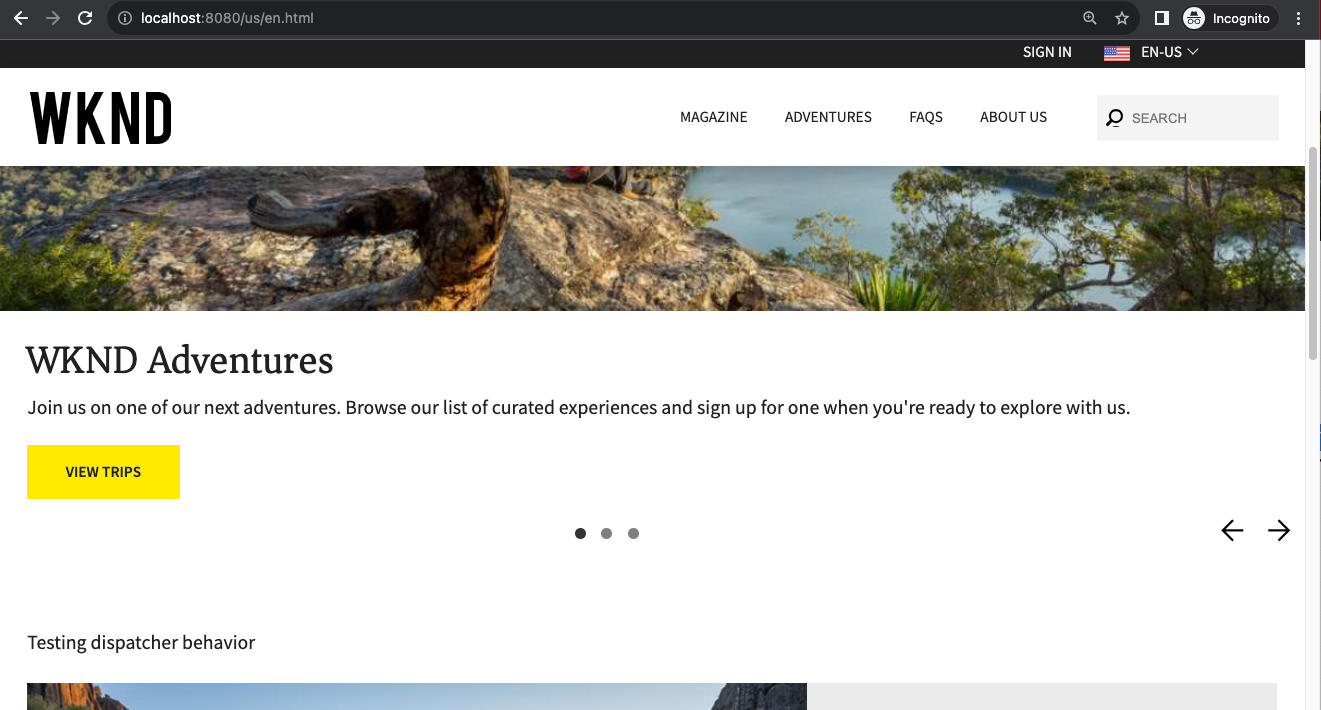 localhost:8080/us/en.html
Incognito
SIGN IN
EN-US
WKND
MAGAZINE
ADVENTURES
FAQS
ABOUT US
SEARCH
WKND Adventures
Join us on one of our next adventures. Browse our list of curated experiences and sign up for one when you're ready to explore with us.
VIEW TRIPS
Testing dispatcher behavior